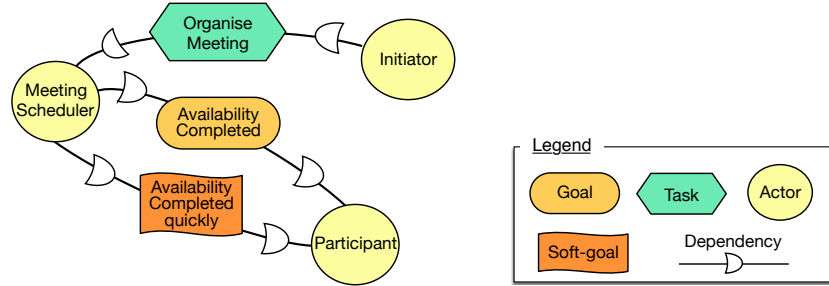 Organise
Meeting
Initiator
Meeting
Scheduler
Availability
Completed
Availability
Completed
quickly
Participant
Legend
Goal
Task
Actor
Soft-goal
Dependency